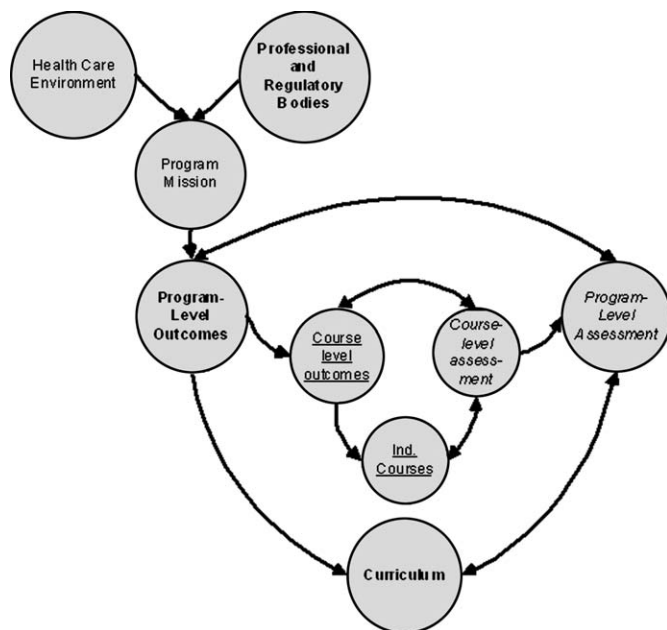 Health Care
Environment
Professional
and
Regulatory
Bodies
Program
Mission
Program-
Level
Outcomes
Course
level
outcomes
Course-
level
assess-
ment
Program-
Level
Assessment
Ind.
Courses
Curriculum